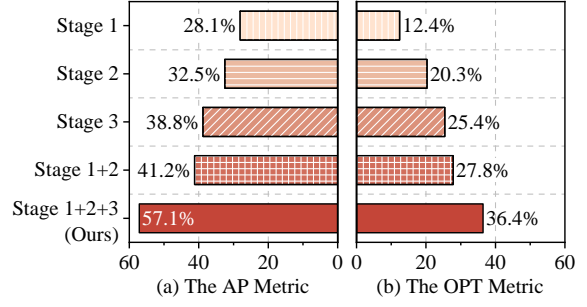 Stage 1
28.1%
12.4%
Stage 2
32.5%
20.3%
Stage 3
38.8%
25.4%
Stage 1+2
41.2%
27.8%
Stage 1+2+3
(Ours)
57.1%
36.4%
60 40 20 0
0 20 40 60
(a) The AP Metric
(b) The OPT Metric